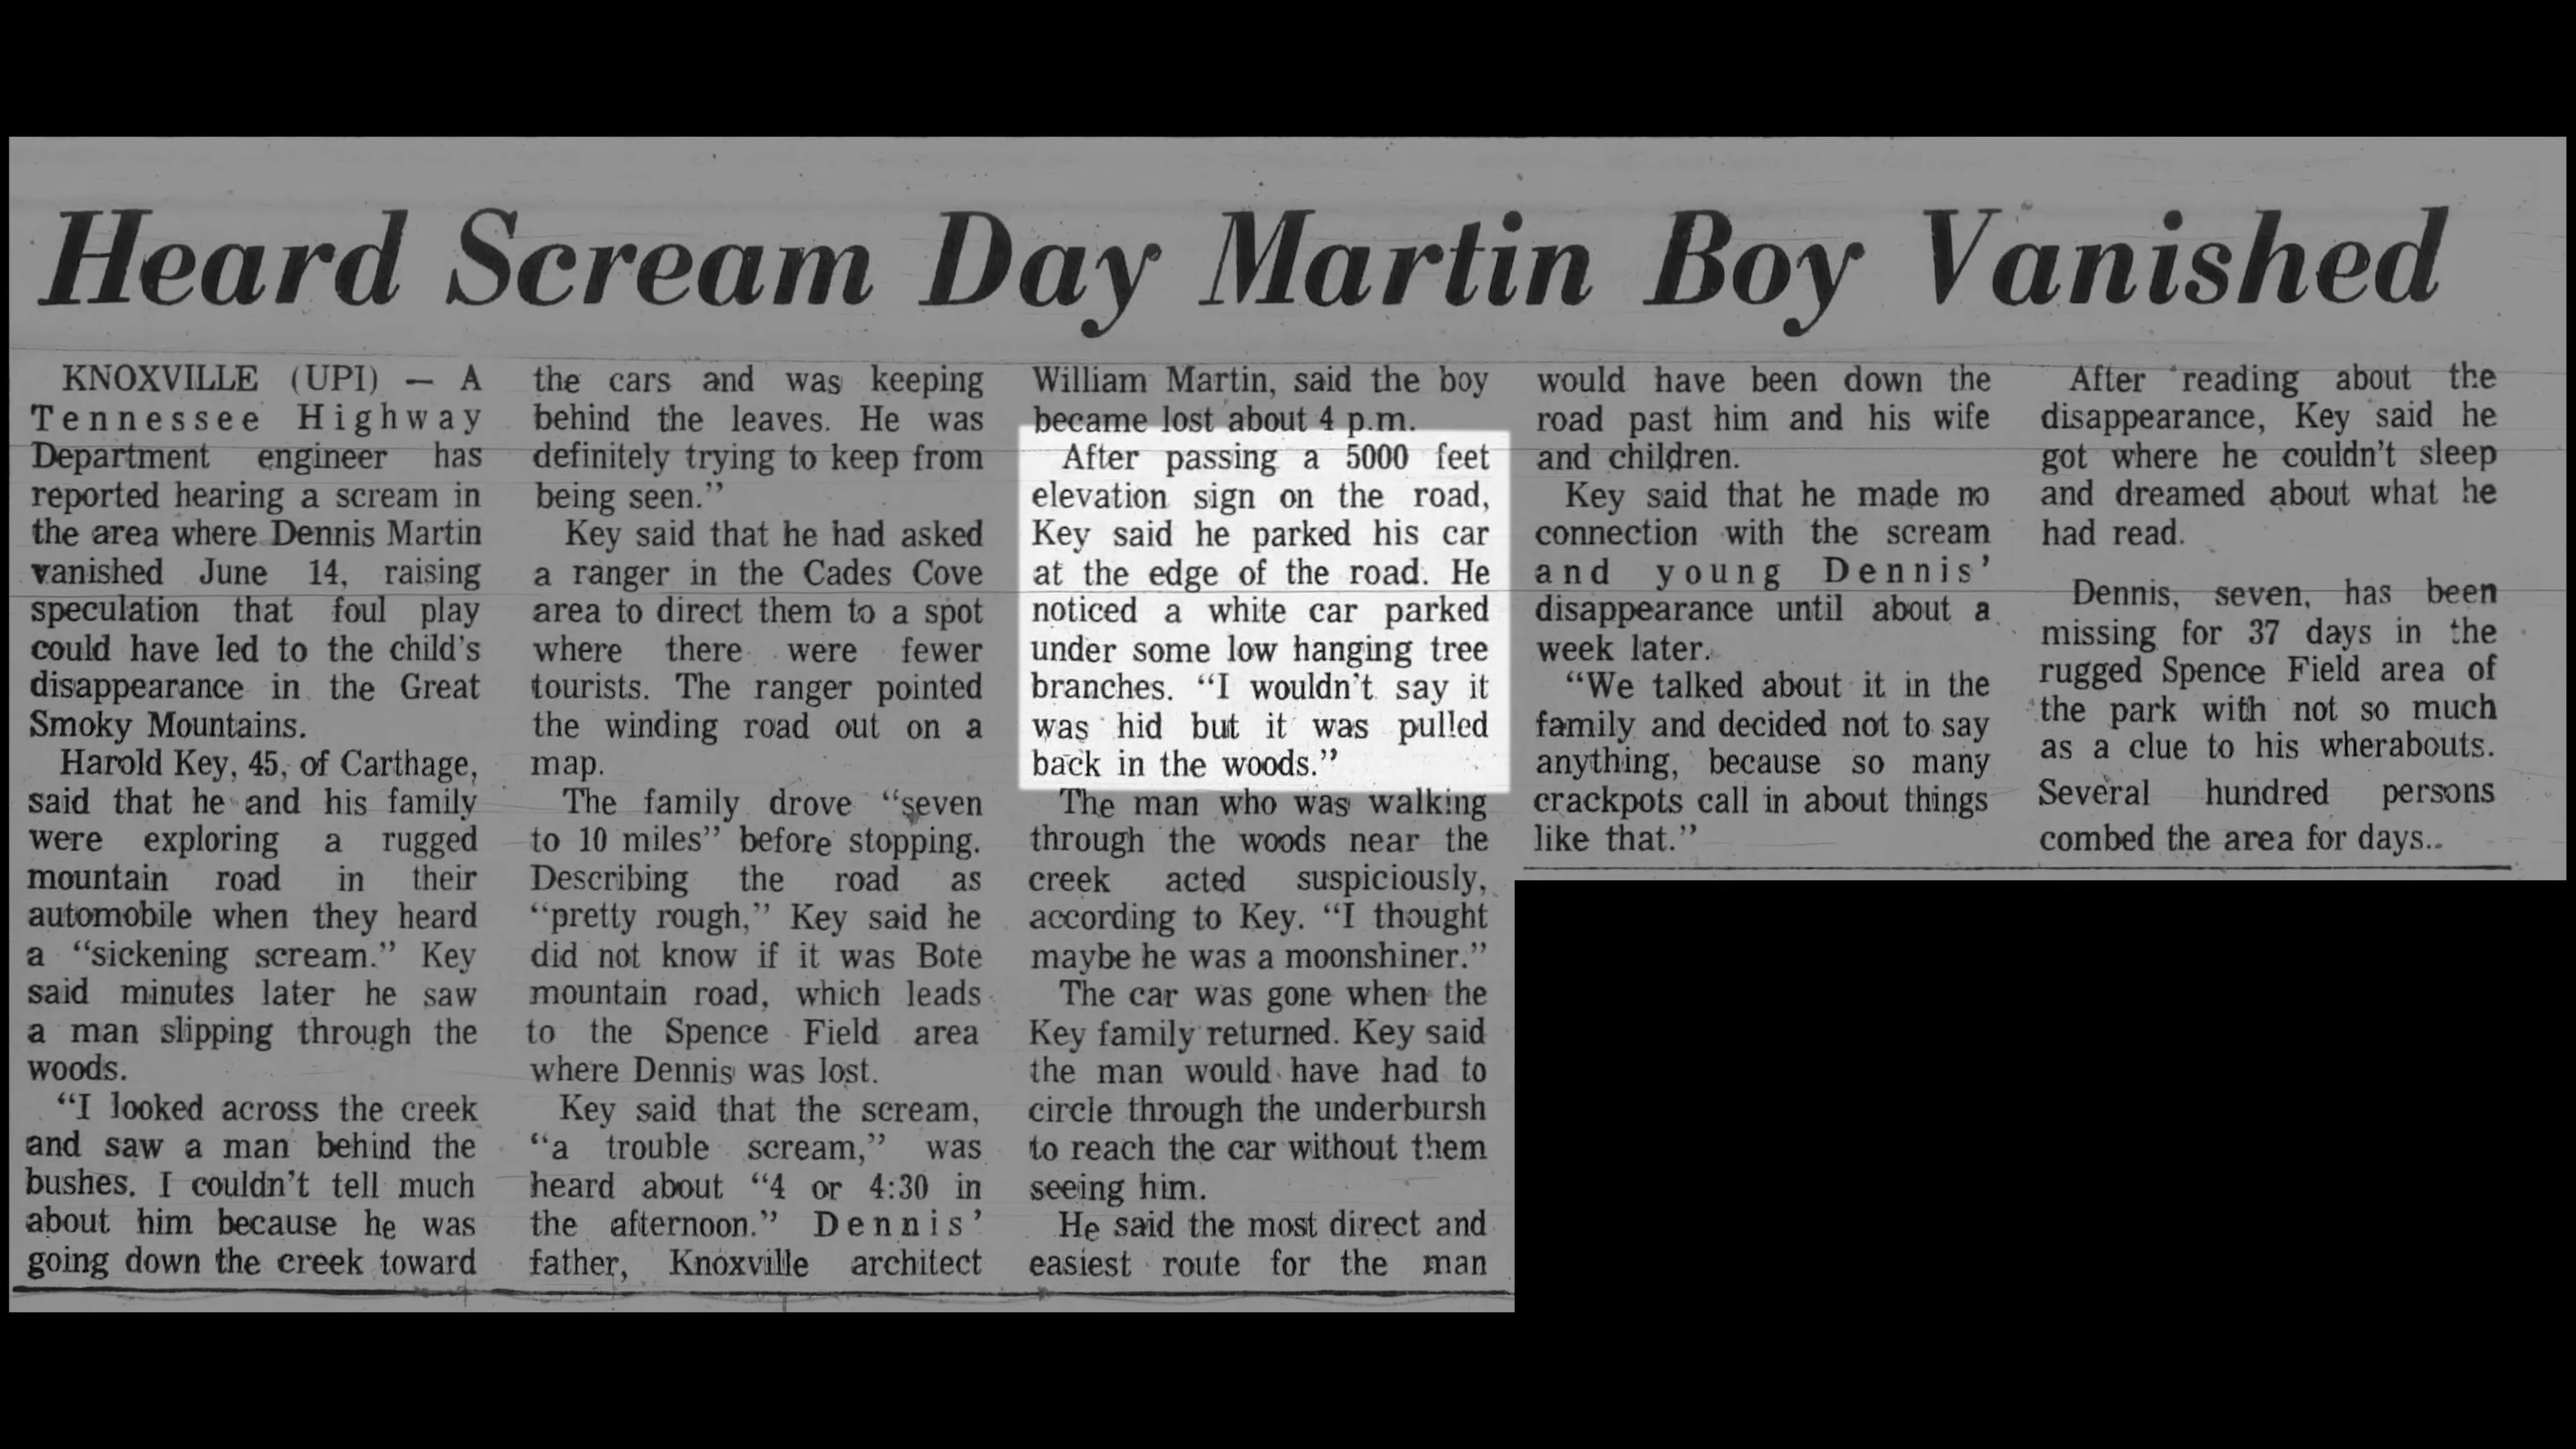 Heard Scream Day Martin Boy Vanished
KNOXVILLE (UPI) — A
Tennessee Highway
Department engineer has
reported hearing a scream in
the area where Dennis Martin
vanished June 14, raising
speculation that foul play
could have led to the child's
disappearance in the Great
Smoky Mountains.
Harold Key, 45, of Carthage,
said that he and his family
were exploring a rugged
mountain road in their
automobile when they heard
a “sickening scream.” Key
said minutes later he saw
a man slipping through the
woods.
“I looked across the creek
and saw a man behind the
bushes. I couldn't tell much
about him because he was
going down the creek toward
the cars and was keeping
behind the leaves. He was
definitely trying to keep from
being seen.”
Key said that he had asked
a ranger in the Cades Cove
area to direct them to a spot
where there were fewer
tourists. The ranger pointed
the winding road out on a
map.
The family drove “seven
to 10 miles” before stopping.
Describing the road as
“pretty rough,” Key said he
did not know if it was Bote
mountain road, which leads
to the Spence Field area
where Dennis was lost.
Key said that the scream,
“a trouble scream,” was
heard about “4 or 4:30 in
the afternoon.” Dennis’
father, Knoxville architect
William Martin, said the boy
became lost about 4 p.m.
After passing a 5000 feet
elevation sign on the road,
Key said he parked his car
at the edge of the road. He
noticed a white car parked
under some low hanging tree
branches. “I wouldn't say it
was hid but it was pulled
back in the woods.”
The man who was walking
through the woods near the
creek acted suspiciously,
according to Key. “I thought
maybe he was a moonshiner.”
The car was gone when the
Key family returned. Key said
the man would have had to
circle through the underbursh
to reach the car without them
seeing him.
He said the most direct and
easiest route for the man
would have been down the
road past him and his wife
and children.
Key said that he made no
connection with the scream
and young Dennis’
disappearance until about a
week later.
“We talked about it in the
family and decided not to say
anything, because so many
crackpots call in about things
like that.”
After reading about the
disappearance, Key said he
got where he couldn't sleep
and dreamed about what he
had read.
Dennis, seven, has been
missing for 37 days in the
rugged Spence Field area of
the park with not so much
as a clue to his wherabouts.
Several hundred persons
combed the area for days..